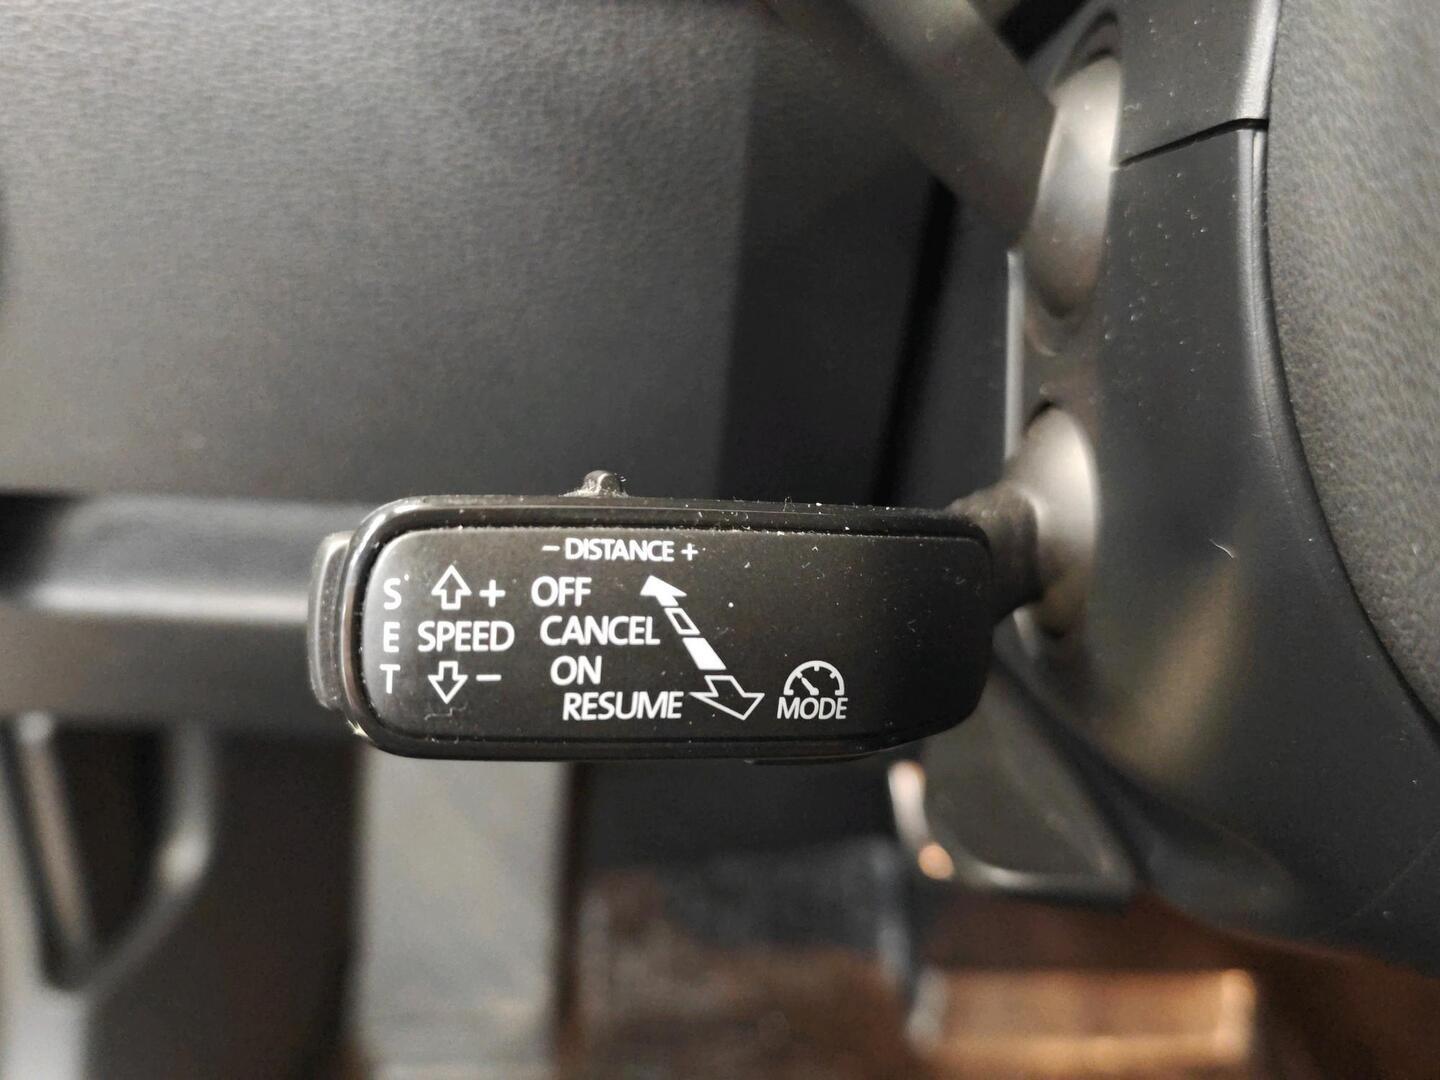 - DISTANCE +
S + OFF
E SPEED CANCEL
T - ON
RESUME
MODE